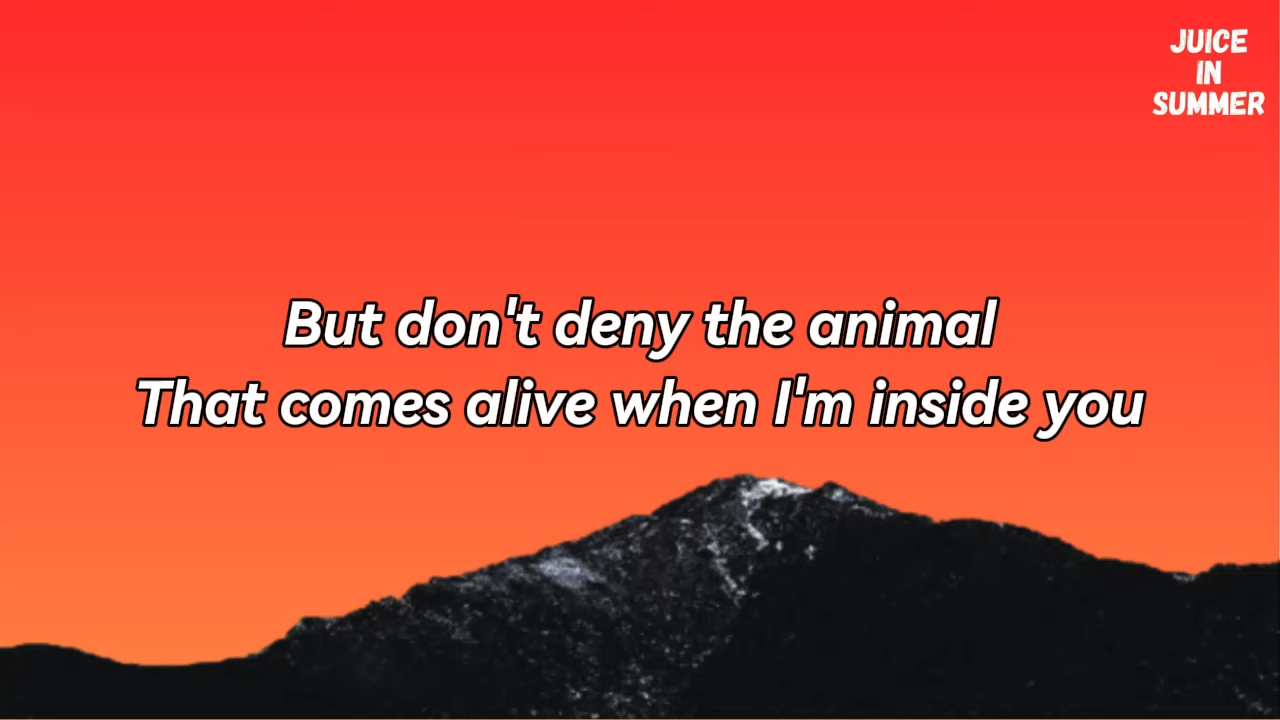 JUICE
IN
SUMMER
But don't deny the animal
That comes alive when I'm inside you